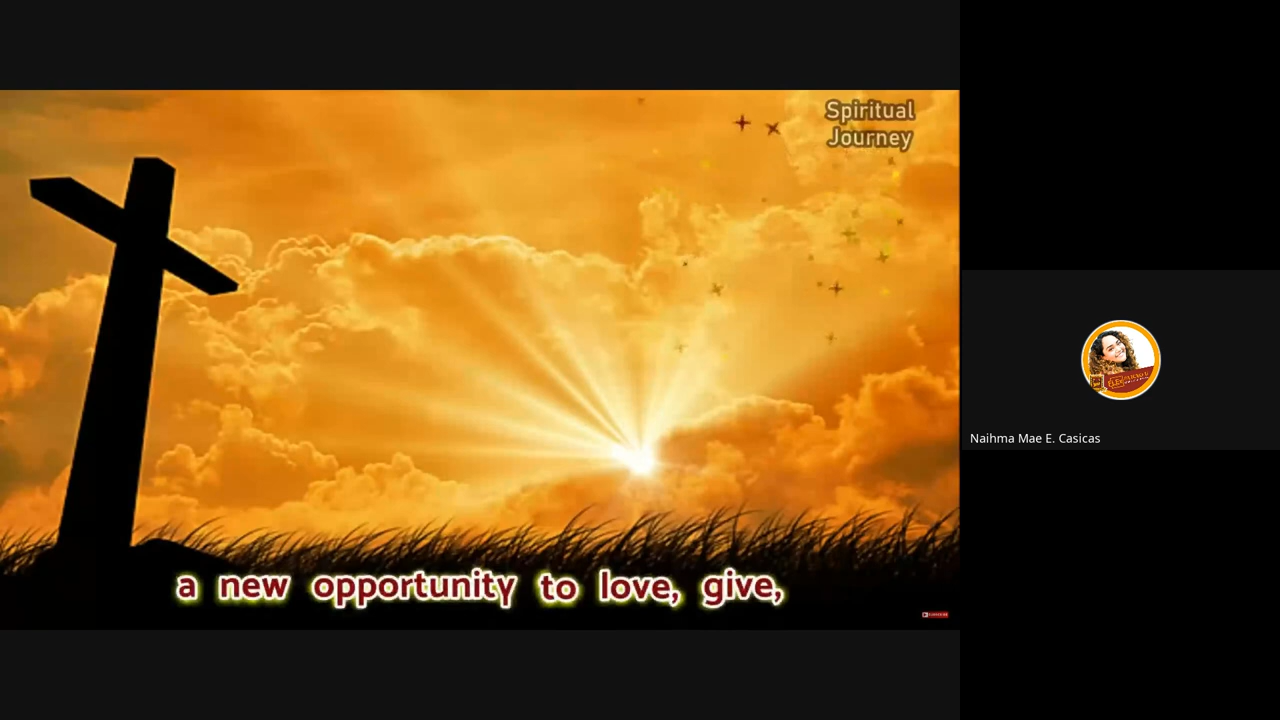 Spiritual
Journey
a new opportunity to love, give,
Naihma Mae E. Casicas